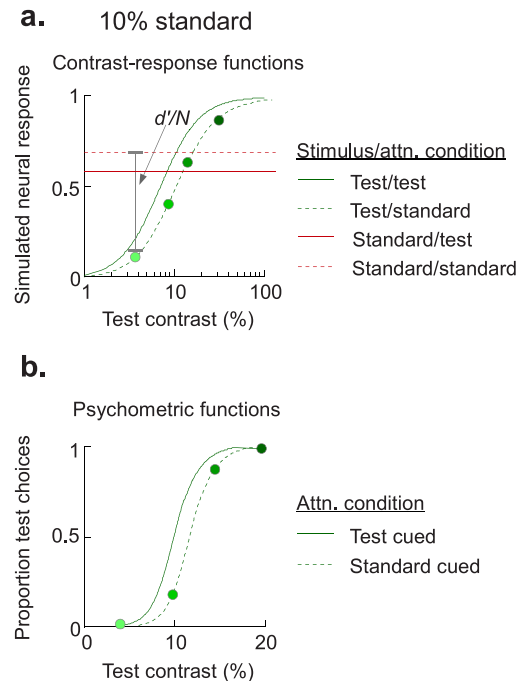 a.
10% standard
Contrast-response functions
Simulated neural response
1
0.5
0
d'/N
1
10
100
Test contrast (%)
Stimulus/attn. condition
Test/test
Test/standard
Standard/test
Standard/standard
b.
Psychometric functions
Proportion test choices
1
0.5
0
0
10
20
Test contrast (%)
Attn. condition
Test cued
Standard cued